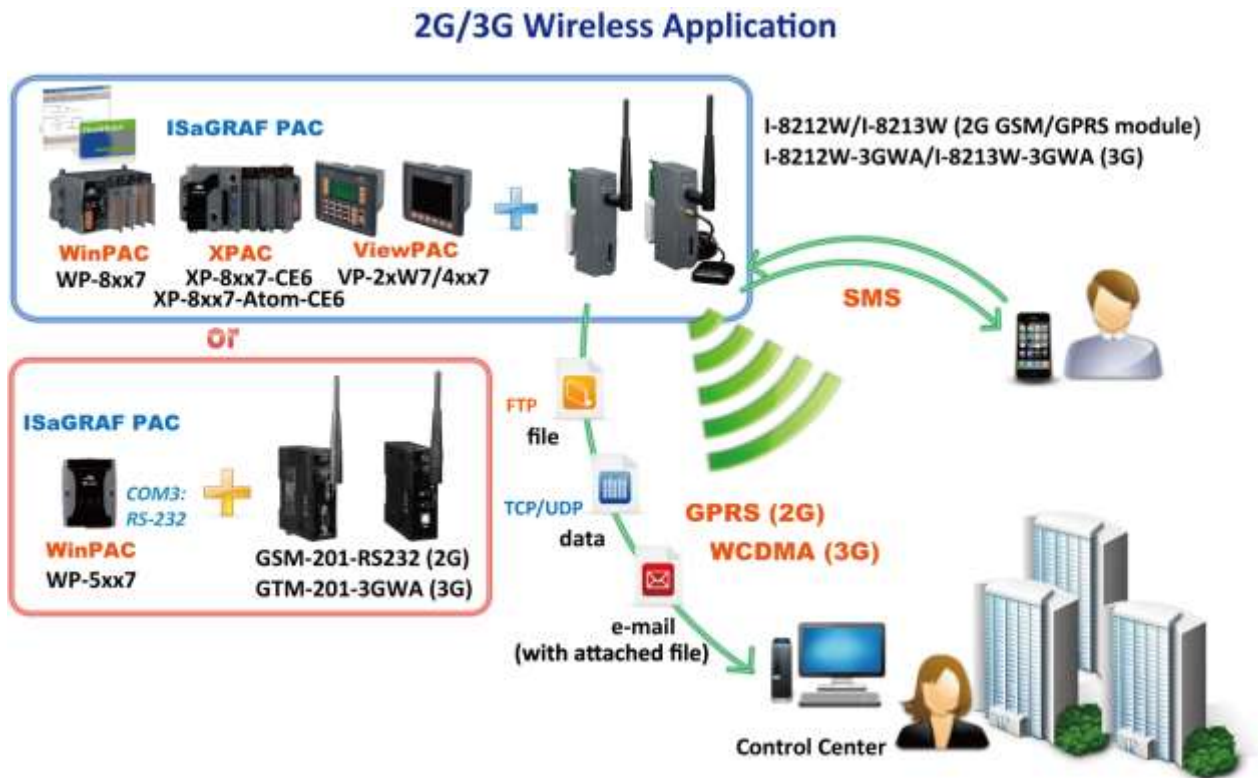 2G/3G Wireless Application
ISaGRAF PAC
I-8212W/I-8213W (2G GSM/GPRS module)
I-8212W-3GWA/I-8213W-3GWA (3G)
WinPAC
WP-8xx7
XPAC
XP-8xx7-CE6
XP-8xx7-Atom-CE6
ViewPAC
VP-2xW7/4xx7
SMS
or
ISaGRAF PAC
COM3:
RS-232
WinPAC
WP-5xx7
GSM-201-RS232 (2G)
GTM-201-3GWA (3G)
FTP
file
TCP/UDP
data
e-mail
(with attached file)
GPRS (2G)
WCDMA (3G)
Control Center